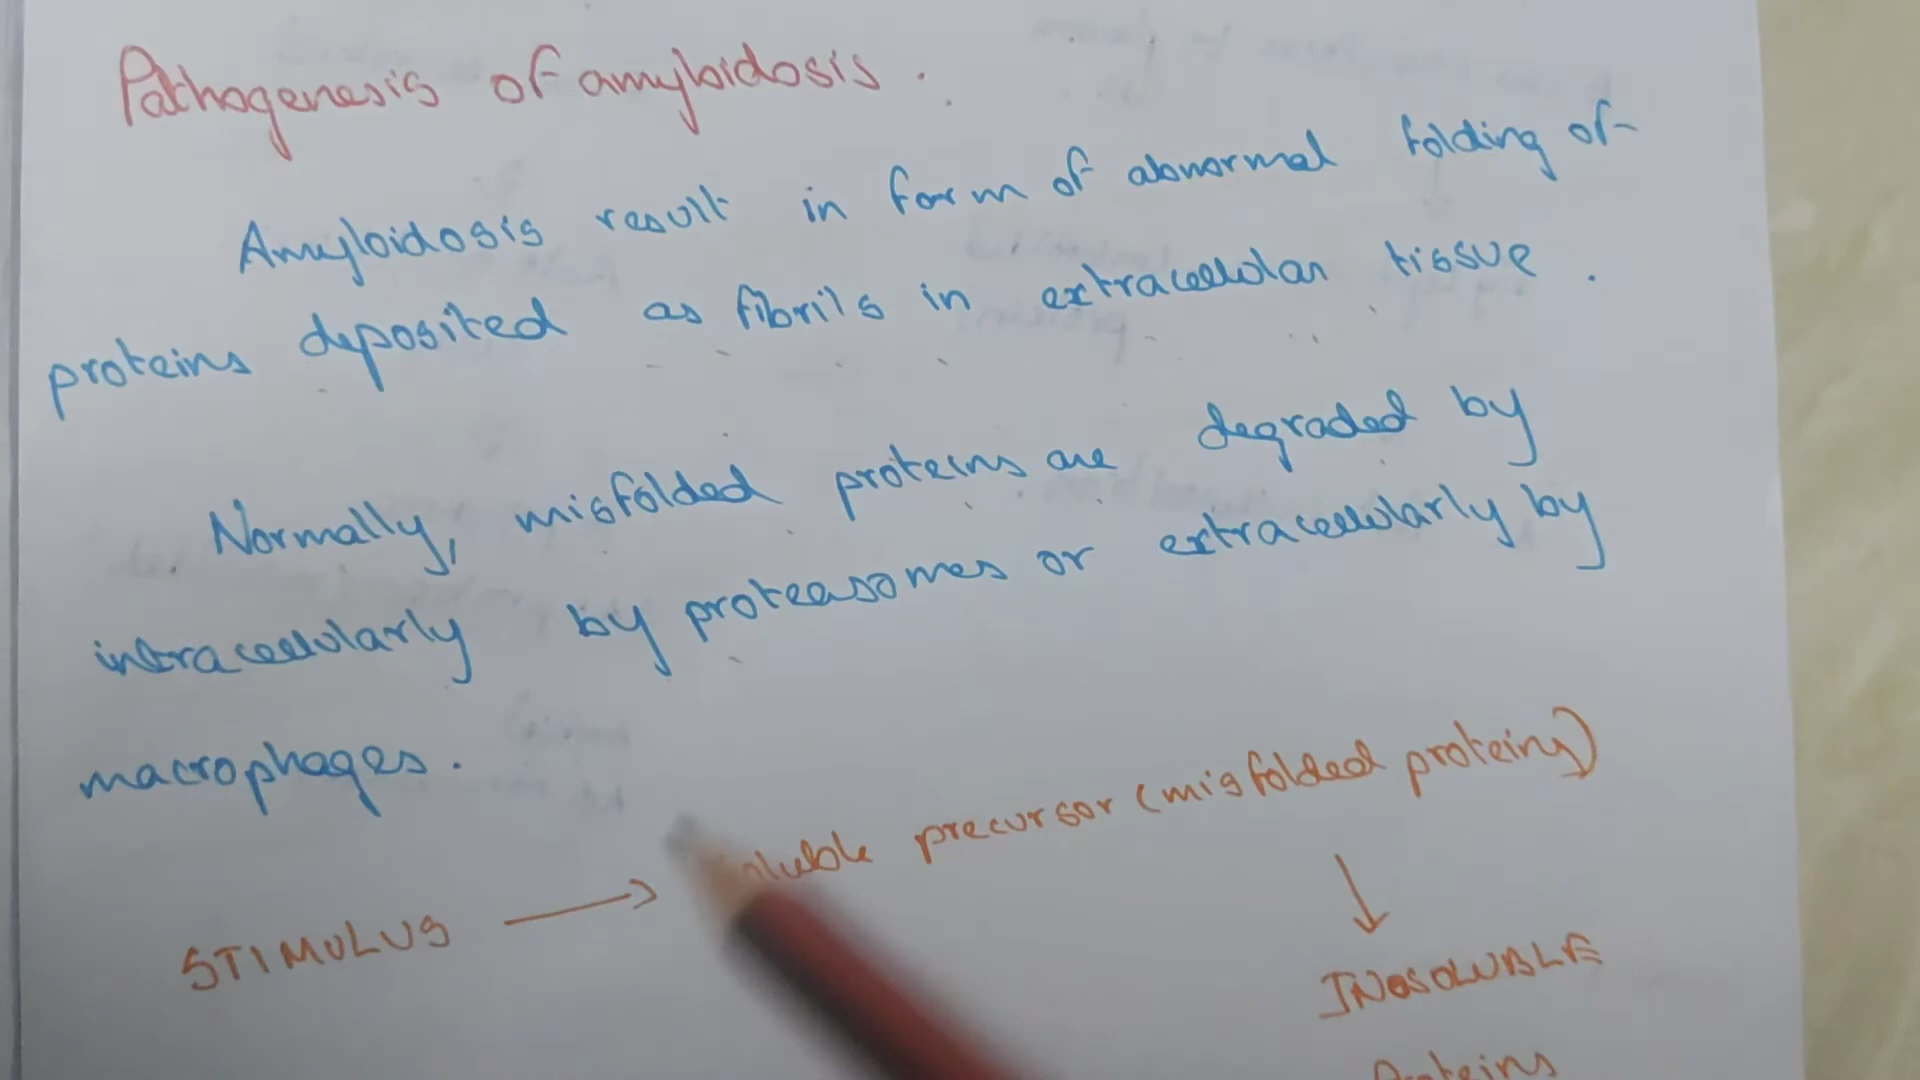 Pathogenesis of amyloidosis.
Amyloidosis result in form of abnormal folding of
proteins deposited as fibrils in extracellular tissue.
Normally, misfolded proteins are degraded by
intracellularly by proteasomes or extracellularly by
macrophages.
STIMULUS → precursor (misfolded proteins)
↓
INSOLUBLE
Proteins